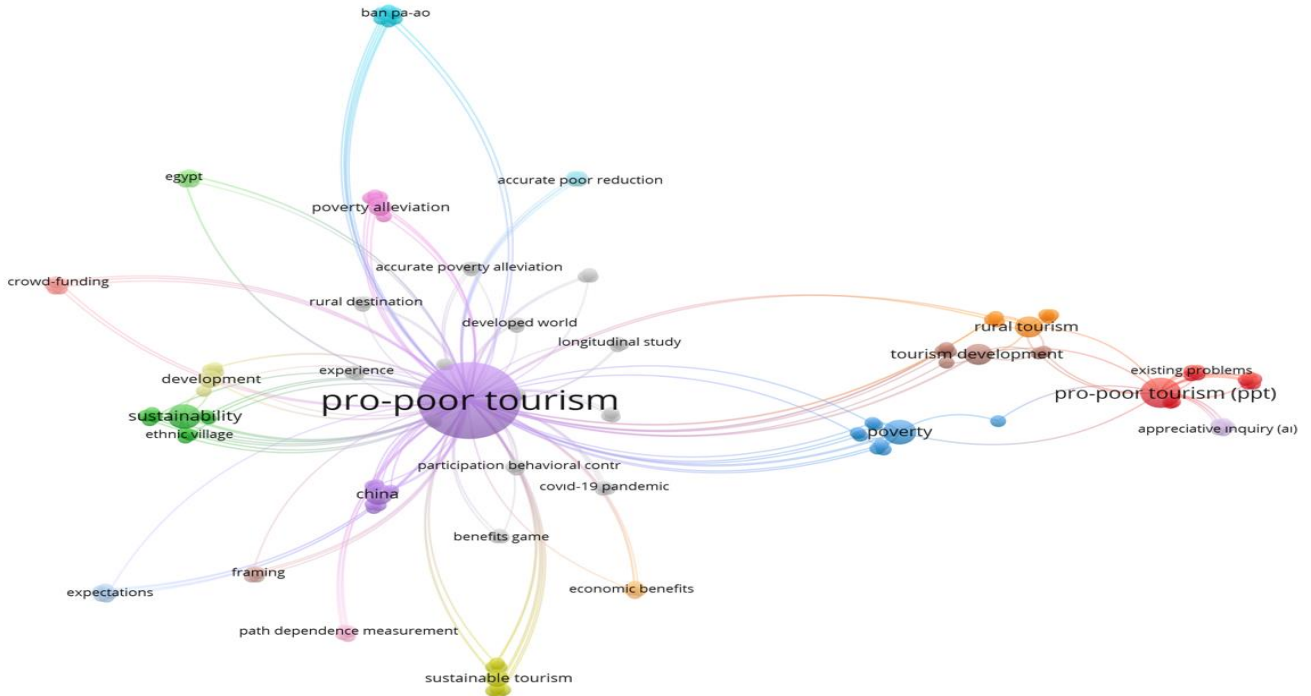 ban pa-ao
egypt
accurate poor reduction
poverty alleviation
accurate poverty alleviation
crowd-funding
rural destination
developed world
rural tourism
longitudinal study
tourism development
experience
existing problems
development
pro-poor tourism
pro-poor tourism (ppt)
sustainability
ethnic village
poverty
appreciative ınquiry (aı)
participation behavioral contr
china
covıd-19 pandemic
benefits game
framing
expectations
economic benefits
path dependence measurement
sustainable tourism